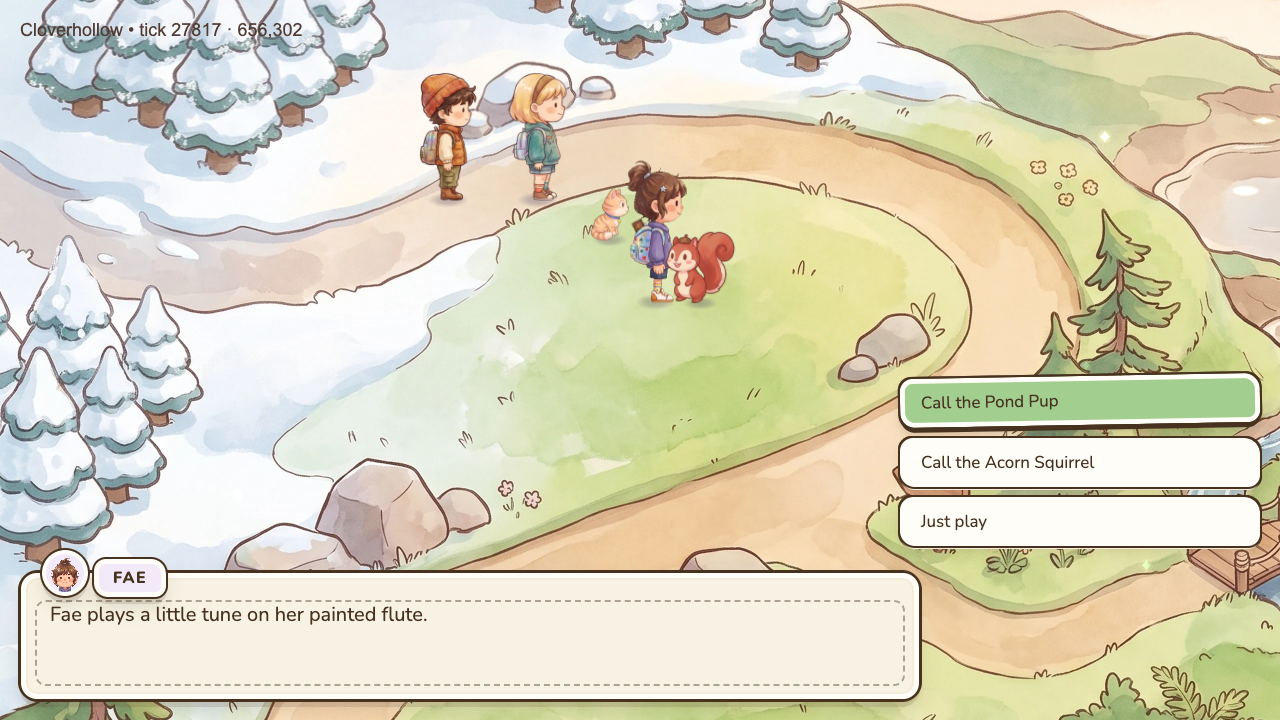 Cloverhollow • tick 27817 · 656,302
Call the Pond Pup
Call the Acorn Squirrel
Just play
FAE
Fae plays a little tune on her painted flute.